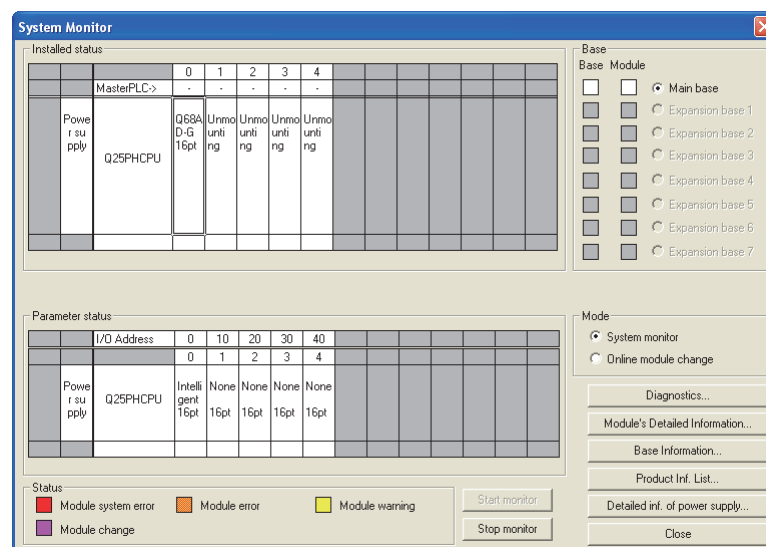 System Monitor
Installed status
0 1 2 3 4
MasterPLC-> - - - - -
Powe
r su
pply
Q25PHCPU
Q68A
D-G
16pt
Unmo
unti
ng
Unmo
unti
ng
Unmo
unti
ng
Unmo
unti
ng
Base
Base Module
Main base
Expansion base 1
Expansion base 2
Expansion base 3
Expansion base 4
Expansion base 5
Expansion base 6
Expansion base 7
Parameter status
I/O Address 0 10 20 30 40
0 1 2 3 4
Powe
r su
pply
Q25PHCPU
Intelli
gent
16pt
None
16pt
None
16pt
None
16pt
None
16pt
Mode
System monitor
Online module change
Diagnostics...
Module's Detailed Information...
Base Information...
Product Inf. List...
Detailed inf. of power supply...
Close
Status
Module system error
Module error
Module warning
Module change
Start monitor
Stop monitor